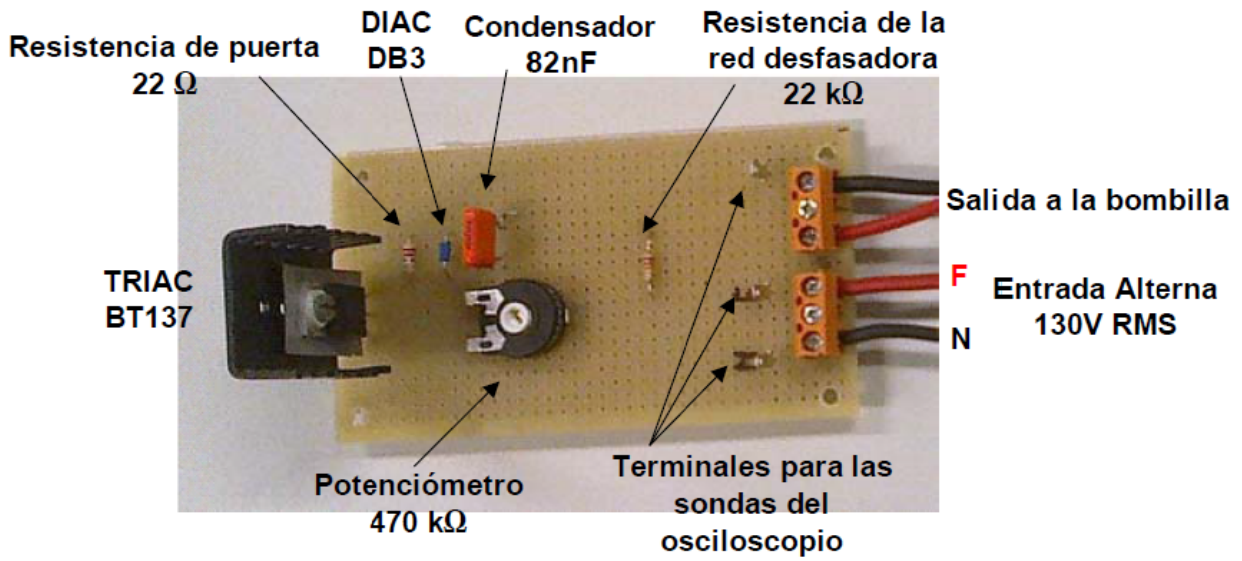 Resistencia de puerta
22 Ω
DIAC
DB3
Condensador
82nF
Resistencia de la
red desfasadora
22 kΩ
Salida a la bombilla
TRIAC
BT137
F
N
Entrada Alterna
130V RMS
Potenciómetro
470 kΩ
Terminales para las
sondas del
osciloscopio